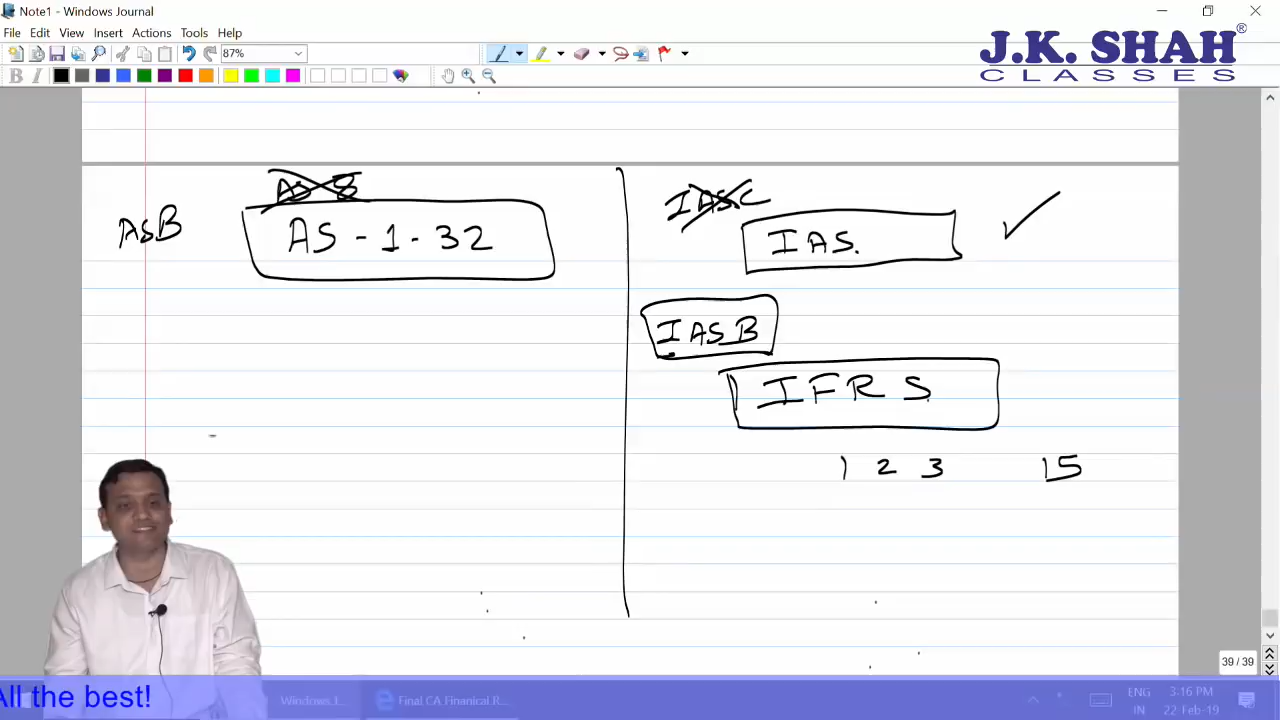 Note1 - Windows Journal
File Edit View Insert Actions Tools Help
87%
J.K. SHAH®
CLASSES
AS 8
ASB
AS - 1 - 32
IASC
IAS.
IASB
IFRS
1 2 3 15
39 / 39
All the best!
Windows J...
Final CA Finanical R...
ENG
IN
3:16 PM
22 Feb-19